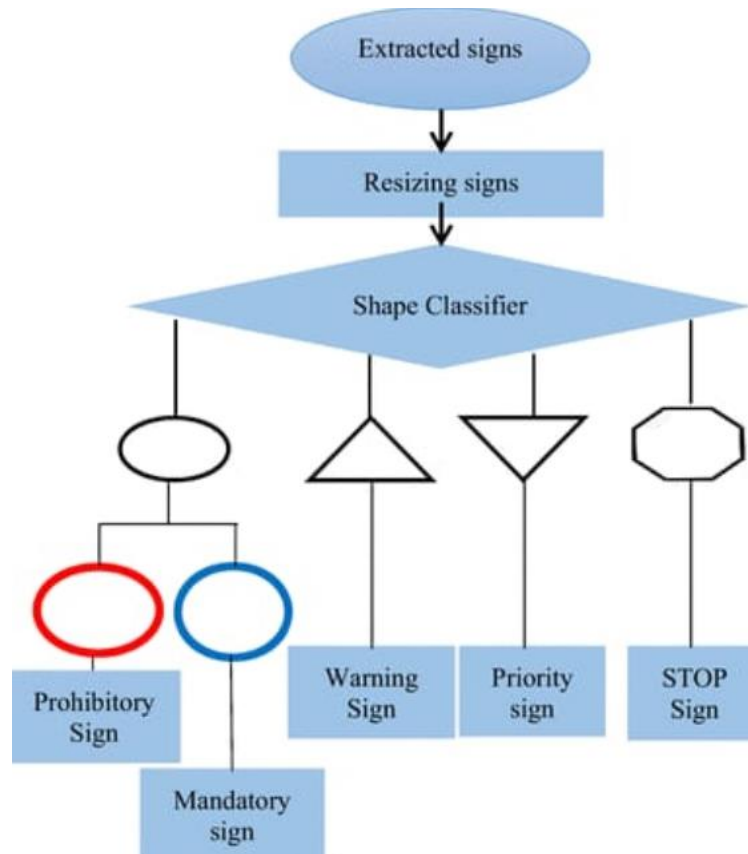 Extracted signs
Resizing signs
Shape Classifier
Prohibitory
Sign
Mandatory
sign
Warning
Sign
Priority
sign
STOP
Sign